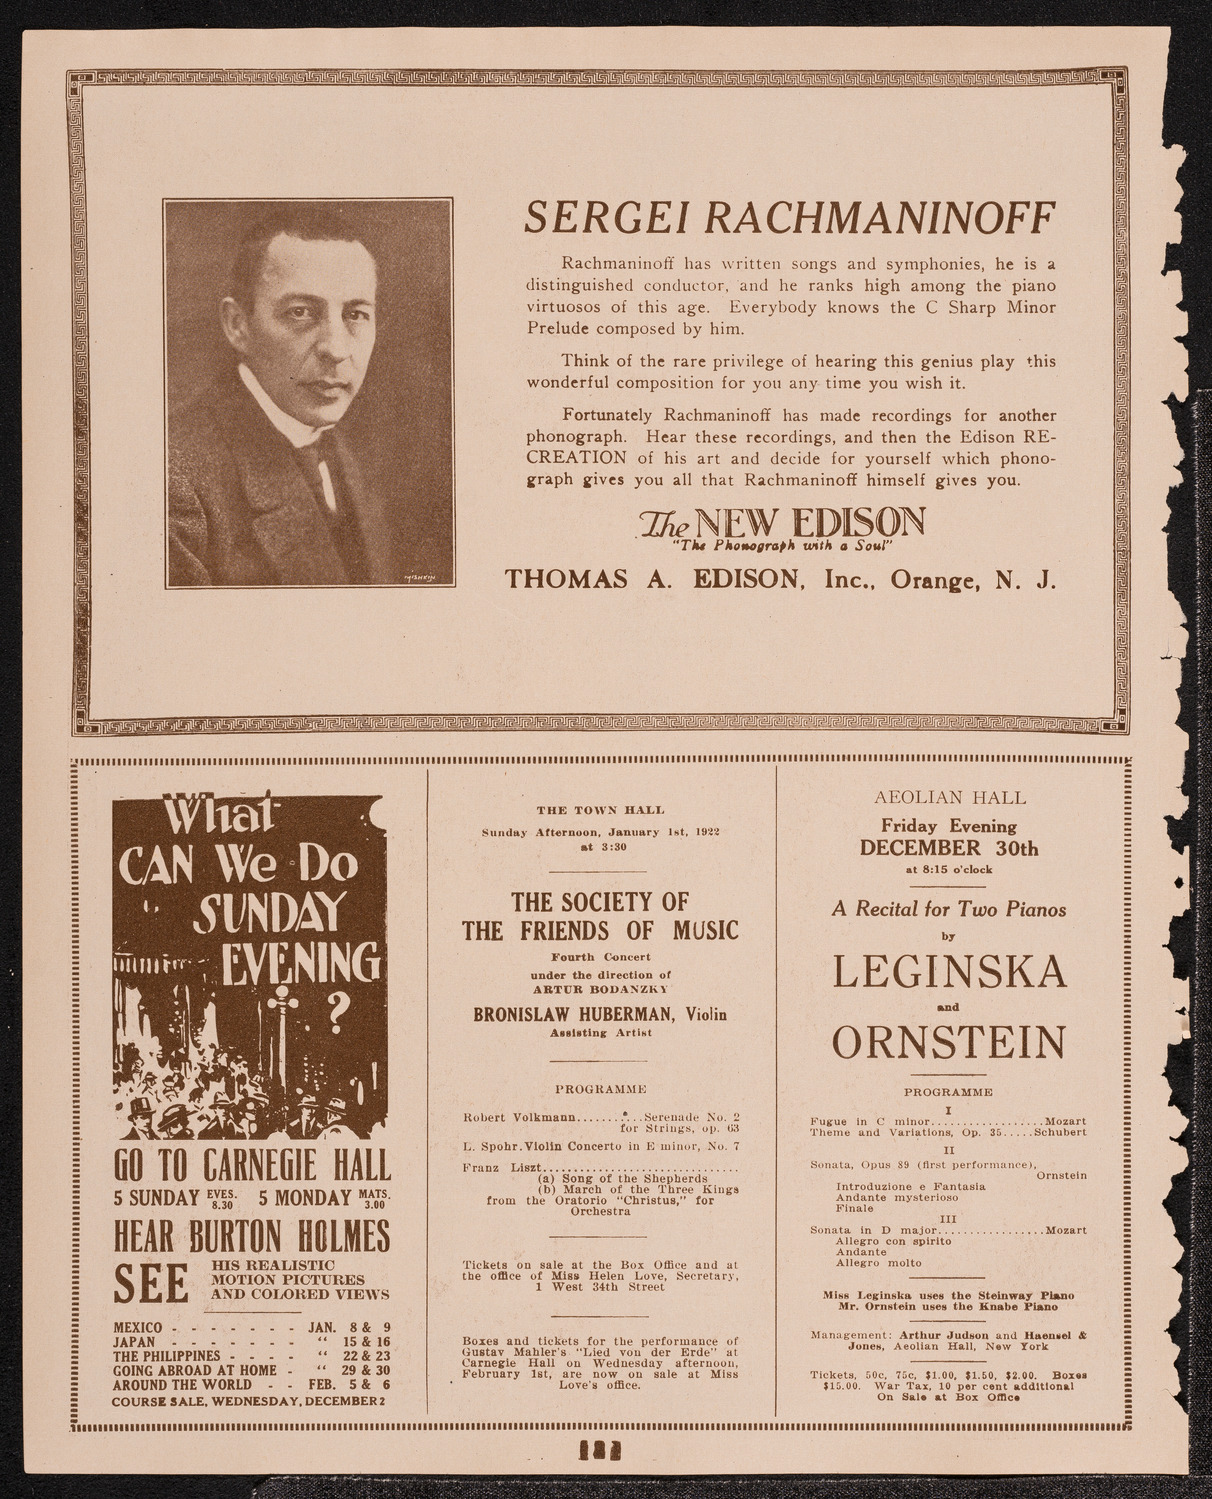 SERGEI RACHMANINOFF
Rachmaninoff has written songs and symphonies, he is a
distinguished conductor, and he ranks high among the piano
virtuosos of this age. Everybody knows the C Sharp Minor
Prelude composed by him.
Think of the rare privilege of hearing this genius play this
wonderful composition for you any time you wish it.
Fortunately Rachmaninoff has made recordings for another
phonograph. Hear these recordings, and then the Edison RE-
CREATION of his art and decide for yourself which phono-
graph gives you all that Rachmaninoff himself gives you.
The NEW EDISON
"The Phonograph with a Soul"
THOMAS A. EDISON, Inc., Orange, N. J.
MISHKIN
What
CAN We Do
SUNDAY
EVENING
?
GO TO CARNEGIE HALL
5 SUNDAY EVES. 8.30 5 MONDAY MATS. 3.00
HEAR BURTON HOLMES
SEE HIS REALISTIC
MOTION PICTURES
AND COLORED VIEWS
MEXICO - - - - - - - JAN. 8 & 9
JAPAN - - - - - - - " 15 & 16
THE PHILIPPINES - - - - " 22 & 23
GOING ABROAD AT HOME - " 29 & 30
AROUND THE WORLD - - FEB. 5 & 6
COURSE SALE, WEDNESDAY, DECEMBER 2
THE TOWN HALL
Sunday Afternoon, January 1st, 1922
at 3:30
THE SOCIETY OF
THE FRIENDS OF MUSIC
Fourth Concert
under the direction of
ARTUR BODANZKY
BRONISLAW HUBERMAN, Violin
Assisting Artist
PROGRAMME
Robert Volkmann...........Serenade No. 2
for Strings, op. 63
L. Spohr.Violin Concerto in E minor, No. 7
Franz Liszt............................
(a) Song of the Shepherds
(b) March of the Three Kings
from the Oratorio "Christus," for
Orchestra
Tickets on sale at the Box Office and at
the office of Miss Helen Love, Secretary,
1 West 34th Street
Boxes and tickets for the performance of
Gustav Mahler's "Lied von der Erde" at
Carnegie Hall on Wednesday afternoon,
February 1st, are now on sale at Miss
Love's office.
AEOLIAN HALL
Friday Evening
DECEMBER 30th
at 8:15 o'clock
A Recital for Two Pianos
by
LEGINSKA
and
ORNSTEIN
PROGRAMME
I
Fugue in C minor.................Mozart
Theme and Variations, Op. 35.....Schubert
II
Sonata, Opus 89 (first performance),
Ornstein
Introduzione e Fantasia
Andante mysterioso
Finale
III
Sonata in D major................Mozart
Allegro con spirito
Andante
Allegro molto
Miss Leginska uses the Steinway Piano
Mr. Ornstein uses the Knabe Piano
Management: Arthur Judson and Haensel &
Jones, Aeolian Hall, New York
Tickets, 50c, 75c, $1.00, $1.50, $2.00. Boxes
$15.00. War Tax, 10 per cent additional
On Sale at Box Office